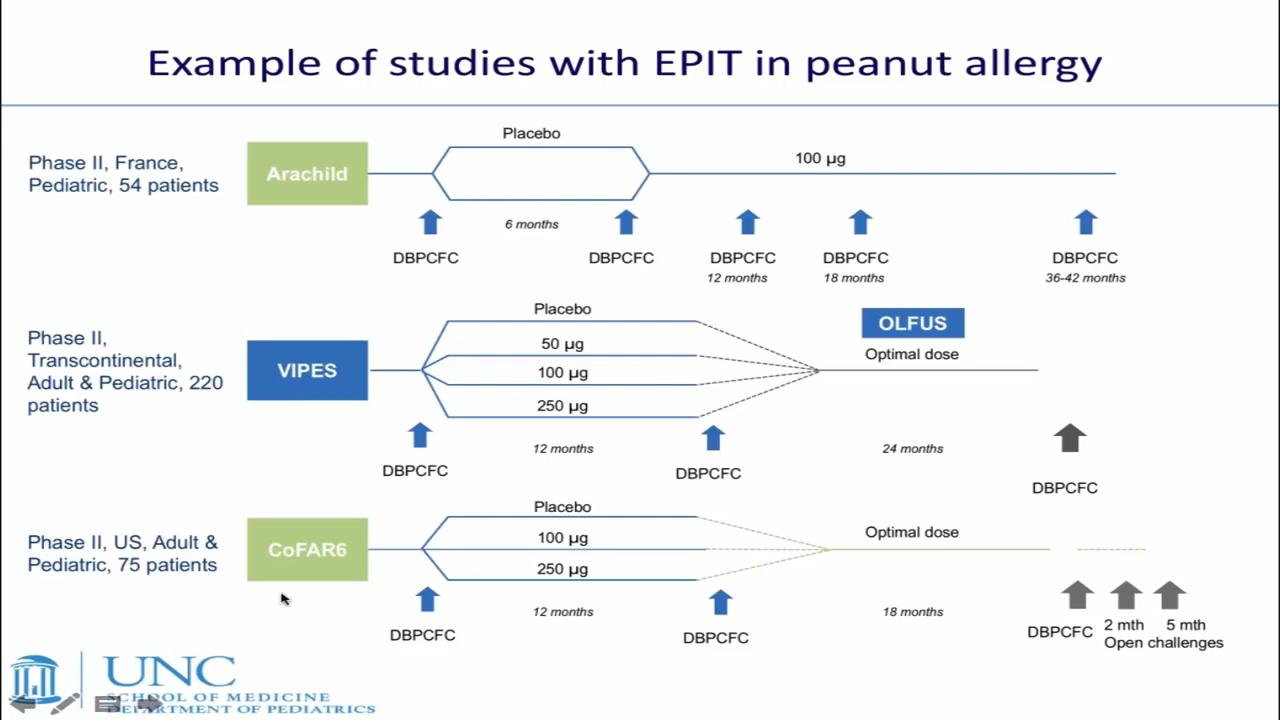 Example of studies with EPIT in peanut allergy
Phase II, France,
Pediatric, 54 patients
Arachild
Placebo
100 µg
6 months
DBPCFC
DBPCFC
DBPCFC
12 months
DBPCFC
18 months
DBPCFC
36-42 months
Phase II,
Transcontinental,
Adult & Pediatric, 220
patients
VIPES
Placebo
50 µg
100 µg
250 µg
OLFUS
Optimal dose
12 months
24 months
DBPCFC
DBPCFC
DBPCFC
Phase II, US, Adult &
Pediatric, 75 patients
CoFAR6
Placebo
100 µg
250 µg
Optimal dose
12 months
18 months
DBPCFC
DBPCFC
DBPCFC
2 mth
5 mth
Open challenges
UNC
SCHOOL OF MEDICINE
DEPARTMENT OF PEDIATRICS